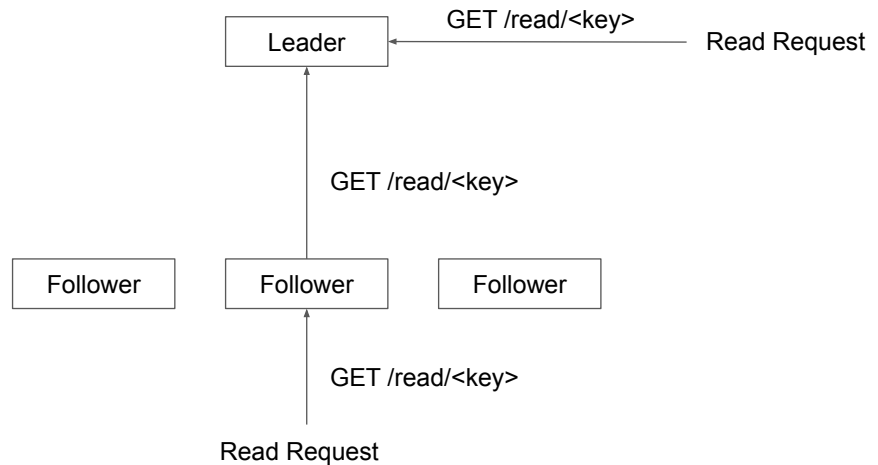 GET /read/<key>
Leader
Read Request
GET /read/<key>
Follower
Follower
Follower
GET /read/<key>
Read Request